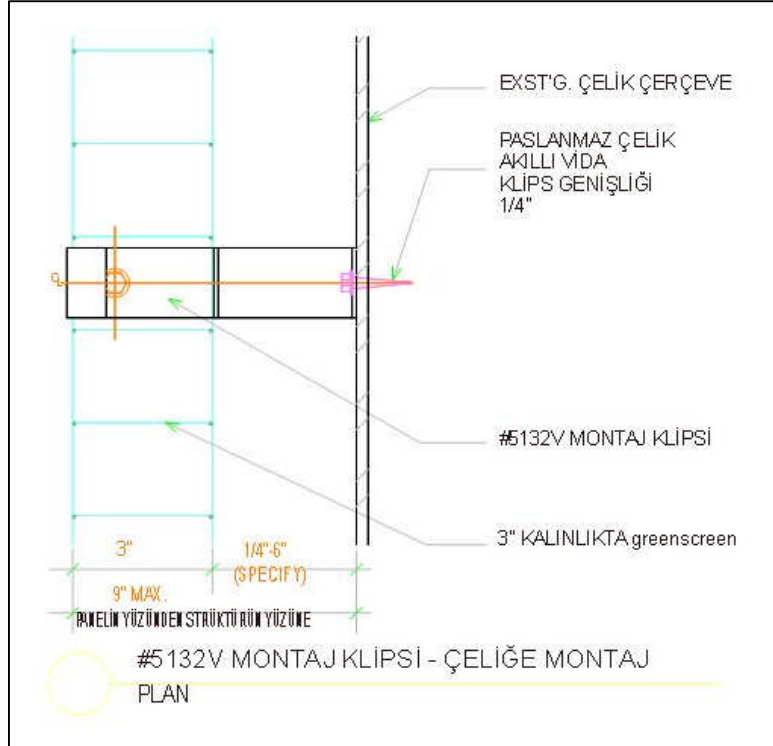 EXST'G. ÇELİK ÇERÇEVE
PASLANMAZ ÇELİK
AKILLI VİDA
KLİPS GENİŞLİĞİ
1/4"
#5132V MONTAJ KLİPSİ
3" KALINLIKTA greenscreen
3"
1/4"-6"
(SPECIFY)
9" MAX.
PANELİN YÜZÜNDEN STRÜKTÜRÜN YÜZÜNE
#5132V MONTAJ KLİPSİ - ÇELİĞE MONTAJ
PLAN